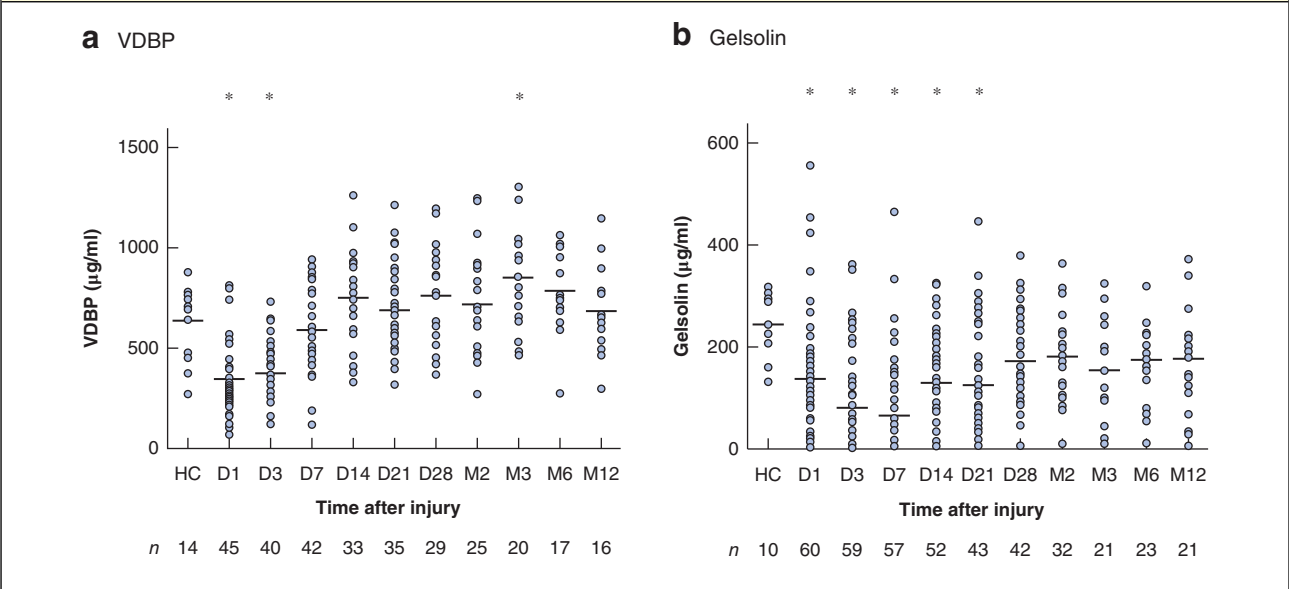 a VDBP
* * *
1500
1000
500
0
VDBP (μg/ml)
HC D1 D3 D7 D14 D21 D28 M2 M3 M6 M12
Time after injury
n 14 45 40 42 33 35 29 25 20 17 16
b Gelsolin
* * * * *
600
400
200
0
Gelsolin (μg/ml)
HC D1 D3 D7 D14 D21 D28 M2 M3 M6 M12
Time after injury
n 10 60 59 57 52 43 42 32 21 23 21